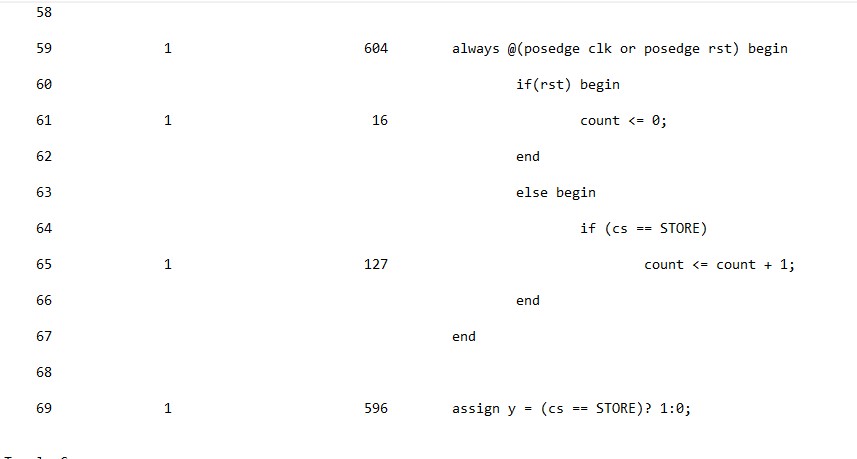 58
59 1 604 always @(posedge clk or posedge rst) begin
60 if(rst) begin
61 1 16 count <= 0;
62 end
63 else begin
64 if (cs == STORE)
65 1 127 count <= count + 1;
66 end
67 end
68
69 1 596 assign y = (cs == STORE)? 1:0;